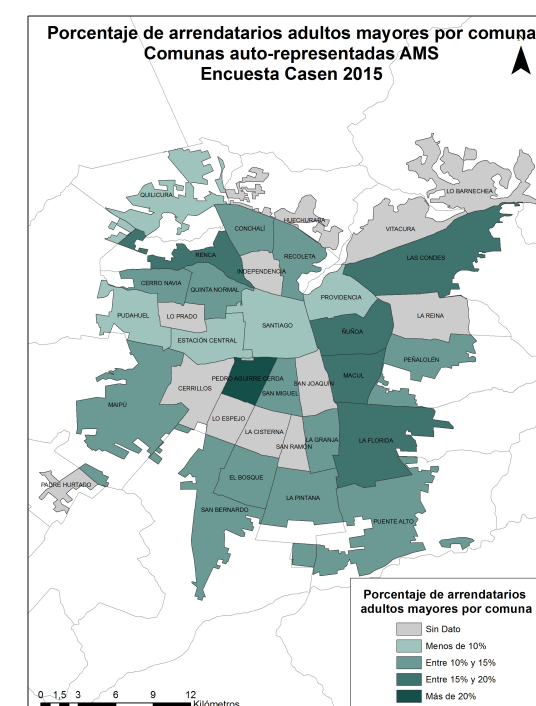 Porcentaje de arrendatarios adultos mayores por comuna
Comunas auto-representadas AMS
Encuesta Casen 2015
LO BARNECHEA
QUILICURA
HUECHURABA
CONCHALÍ
VITACURA
RENCA
RECOLETA
LAS CONDES
INDEPENDENCIA
CERRO NAVIA
QUINTA NORMAL
PROVIDENCIA
PUDAHUEL
LO PRADO
LA REINA
SANTIAGO
ÑUÑOA
ESTACIÓN CENTRAL
PEÑALOLÉN
PEDRO AGUIRRE CERDA
MACUL
SAN JOAQUÍN
CERRILLOS
SAN MIGUEL
MAIPÚ
LO ESPEJO
LA CISTERNA
LA GRANJA
LA FLORIDA
SAN RAMÓN
EL BOSQUE
PADRE HURTADO
LA PINTANA
SAN BERNARDO
PUENTE ALTO
Porcentaje de arrendatarios
adultos mayores por comuna
Sin Dato
Menos de 10%
Entre 10% y 15%
Entre 15% y 20%
Más de 20%
0 1,5 3 6 9 12
Kilómetros